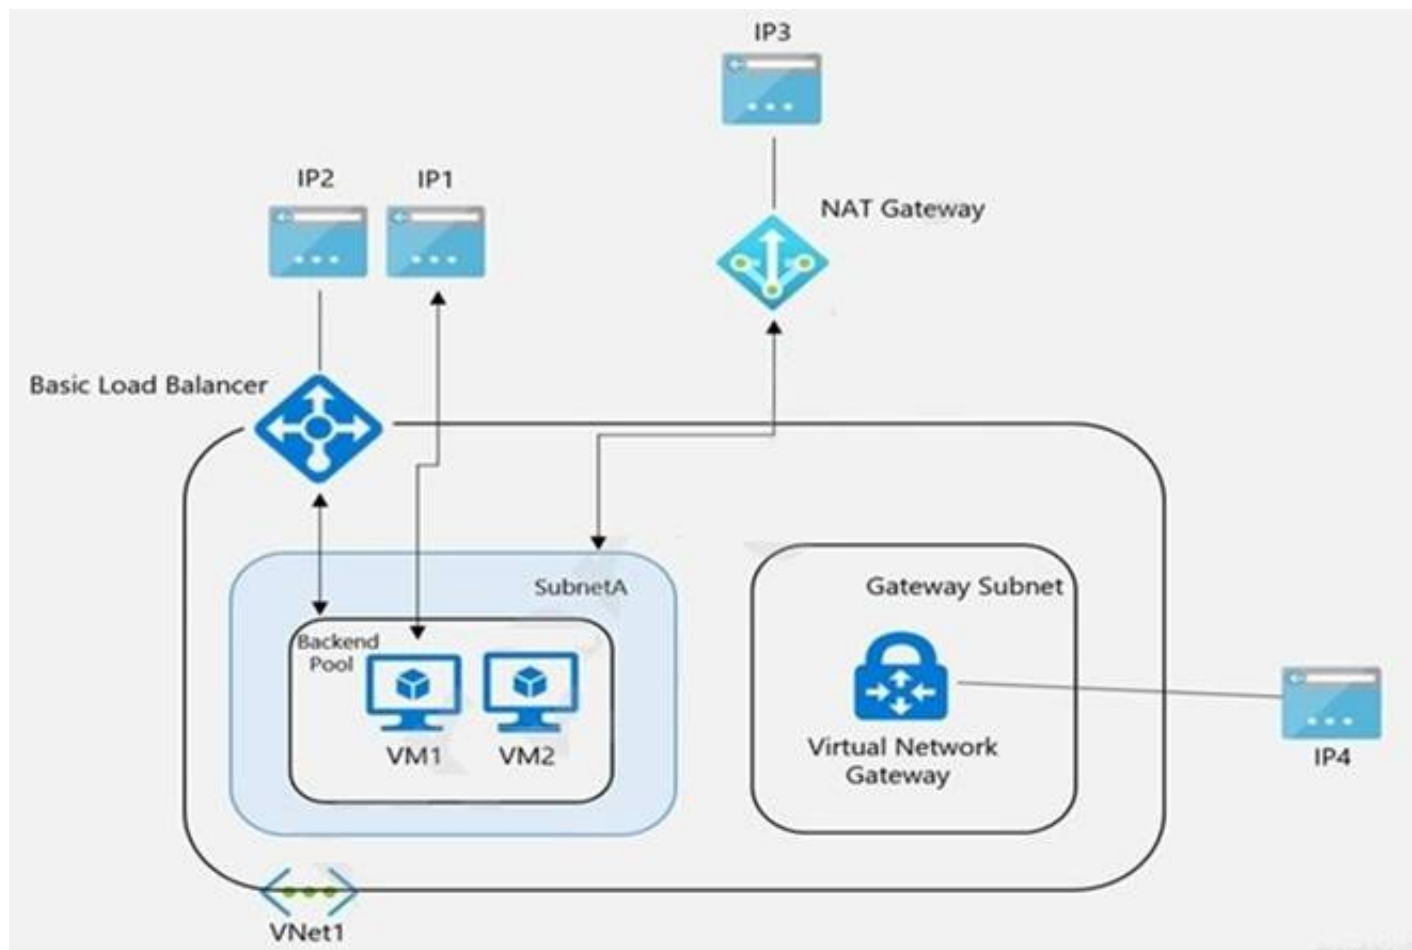 IP3
NAT Gateway
IP2
IP1
Basic Load Balancer
SubnetA
Gateway Subnet
Backend
Pool
VM1
VM2
Virtual Network
Gateway
IP4
VNet1